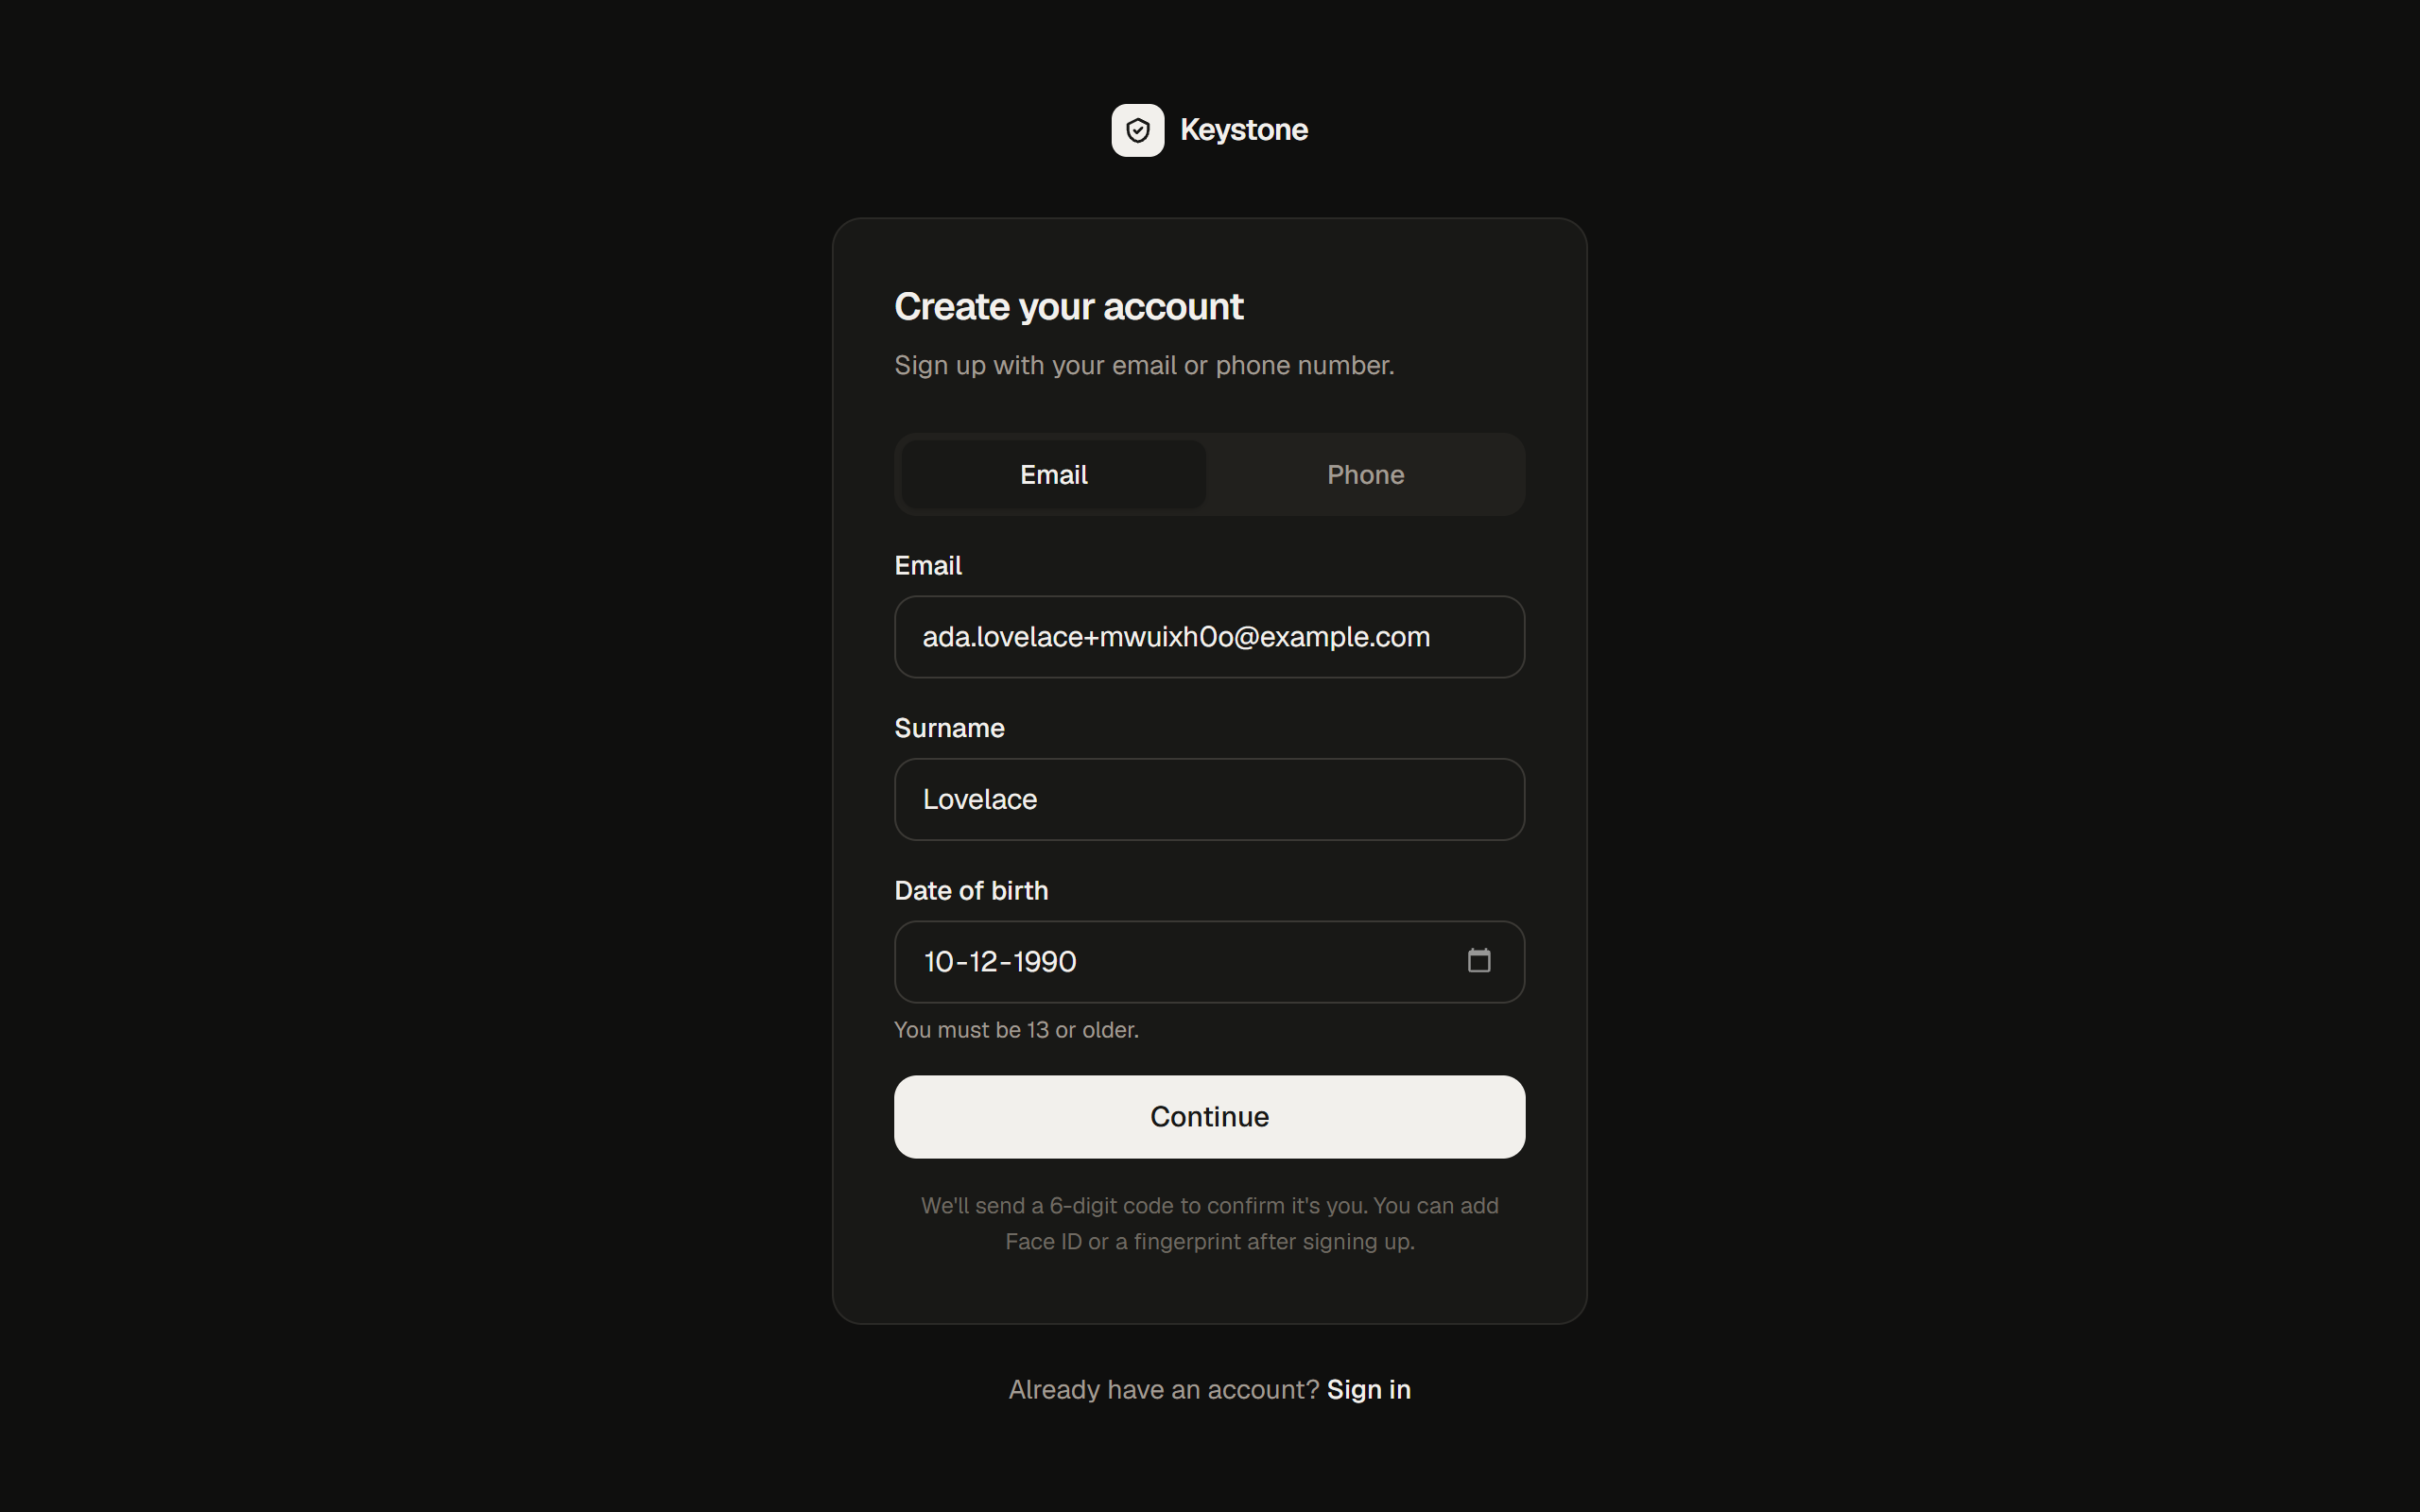 Keystone
Create your account
Sign up with your email or phone number.
Email
Phone
Email
ada.lovelace+mwuixh0o@example.com
Surname
Lovelace
Date of birth
10-12-1990
You must be 13 or older.
Continue
We'll send a 6-digit code to confirm it's you. You can add
Face ID or a fingerprint after signing up.
Already have an account? Sign in